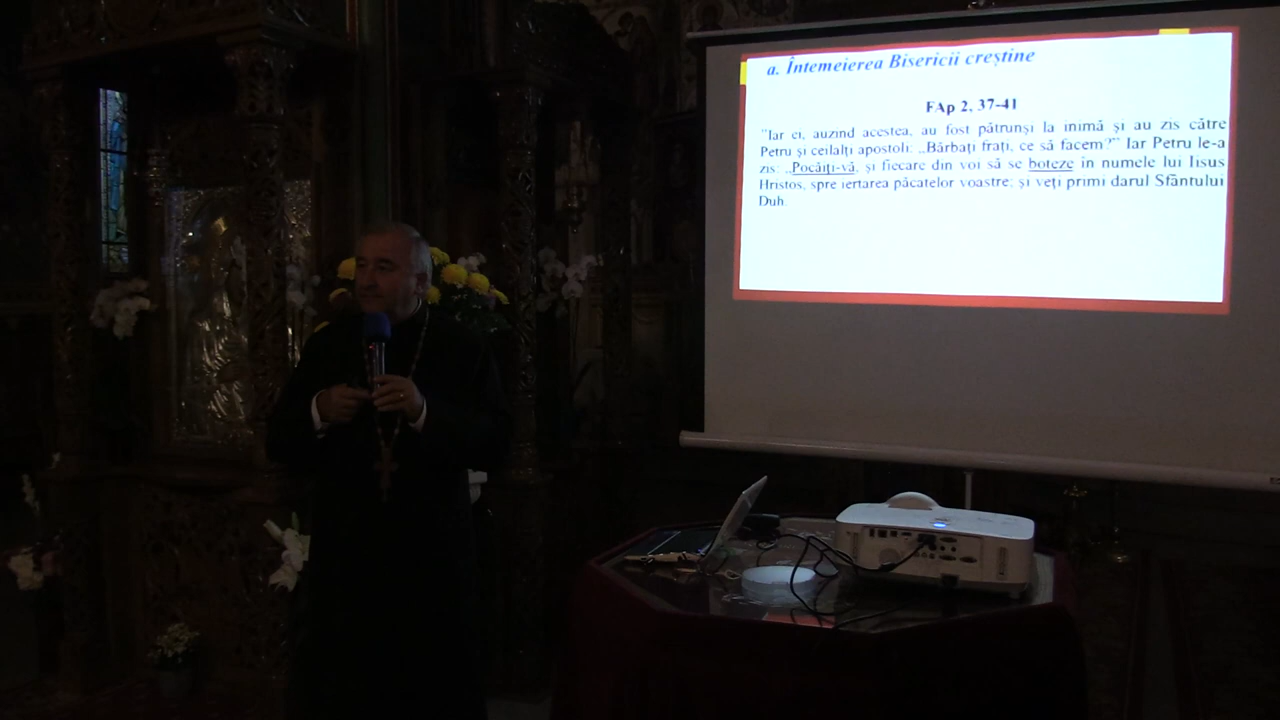 a. Întemeierea Bisericii creștine
FAp 2, 37-41
”Iar ei, auzind acestea, au fost pătrunși la inimă și au zis către
Petru și ceilalți apostoli: „Bărbați frați, ce să facem?” Iar Petru le-a
zis: „Pocăiți-vă, și fiecare din voi să se boteze în numele lui Iisus
Hristos, spre iertarea păcatelor voastre; și veți primi darul Sfântului
Duh.